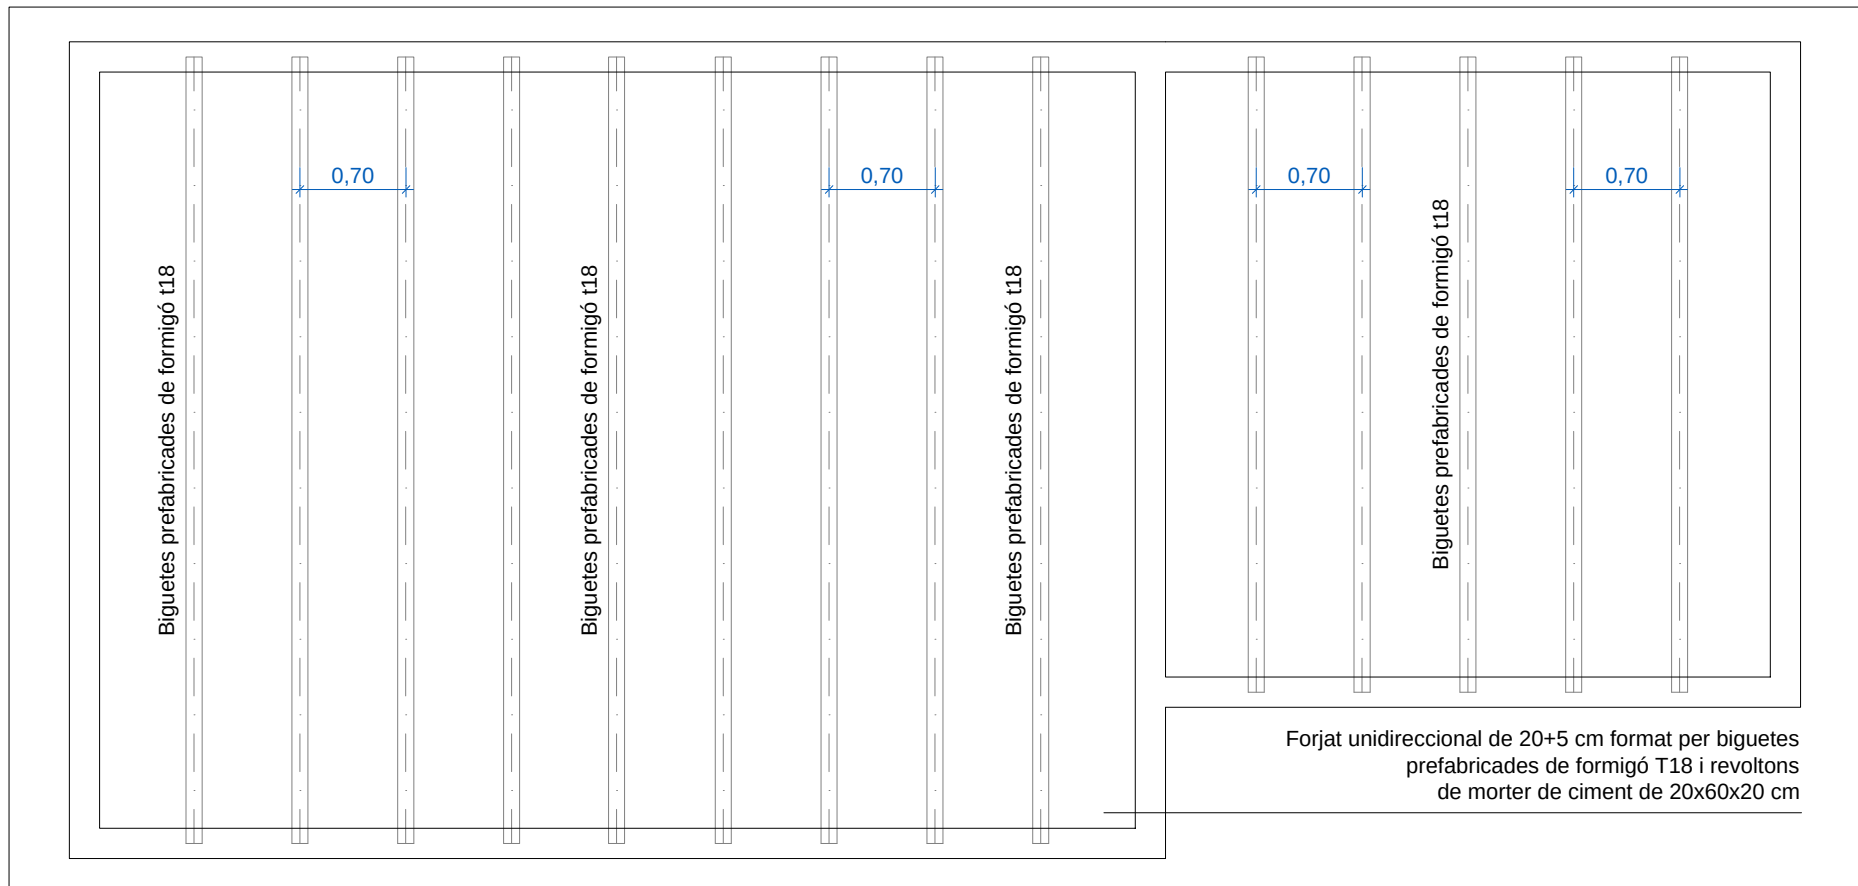 0,70
0,70
0,70
0,70
Biguetes prefabricades de formigó t18
Biguetes prefabricades de formigó t18
Biguetes prefabricades de formigó t18
Biguetes prefabricades de formigó t18
Forjat unidireccional de 20+5 cm format per biguetes
prefabricades de formigó T18 i revoltons
de morter de ciment de 20x60x20 cm